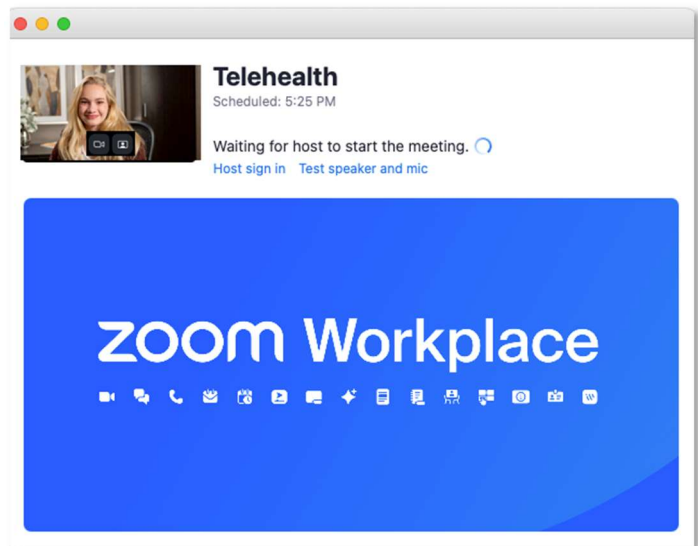 Telehealth
Scheduled: 5:25 PM
Waiting for host to start the meeting.
Host sign in Test speaker and mic
zoom Workplace